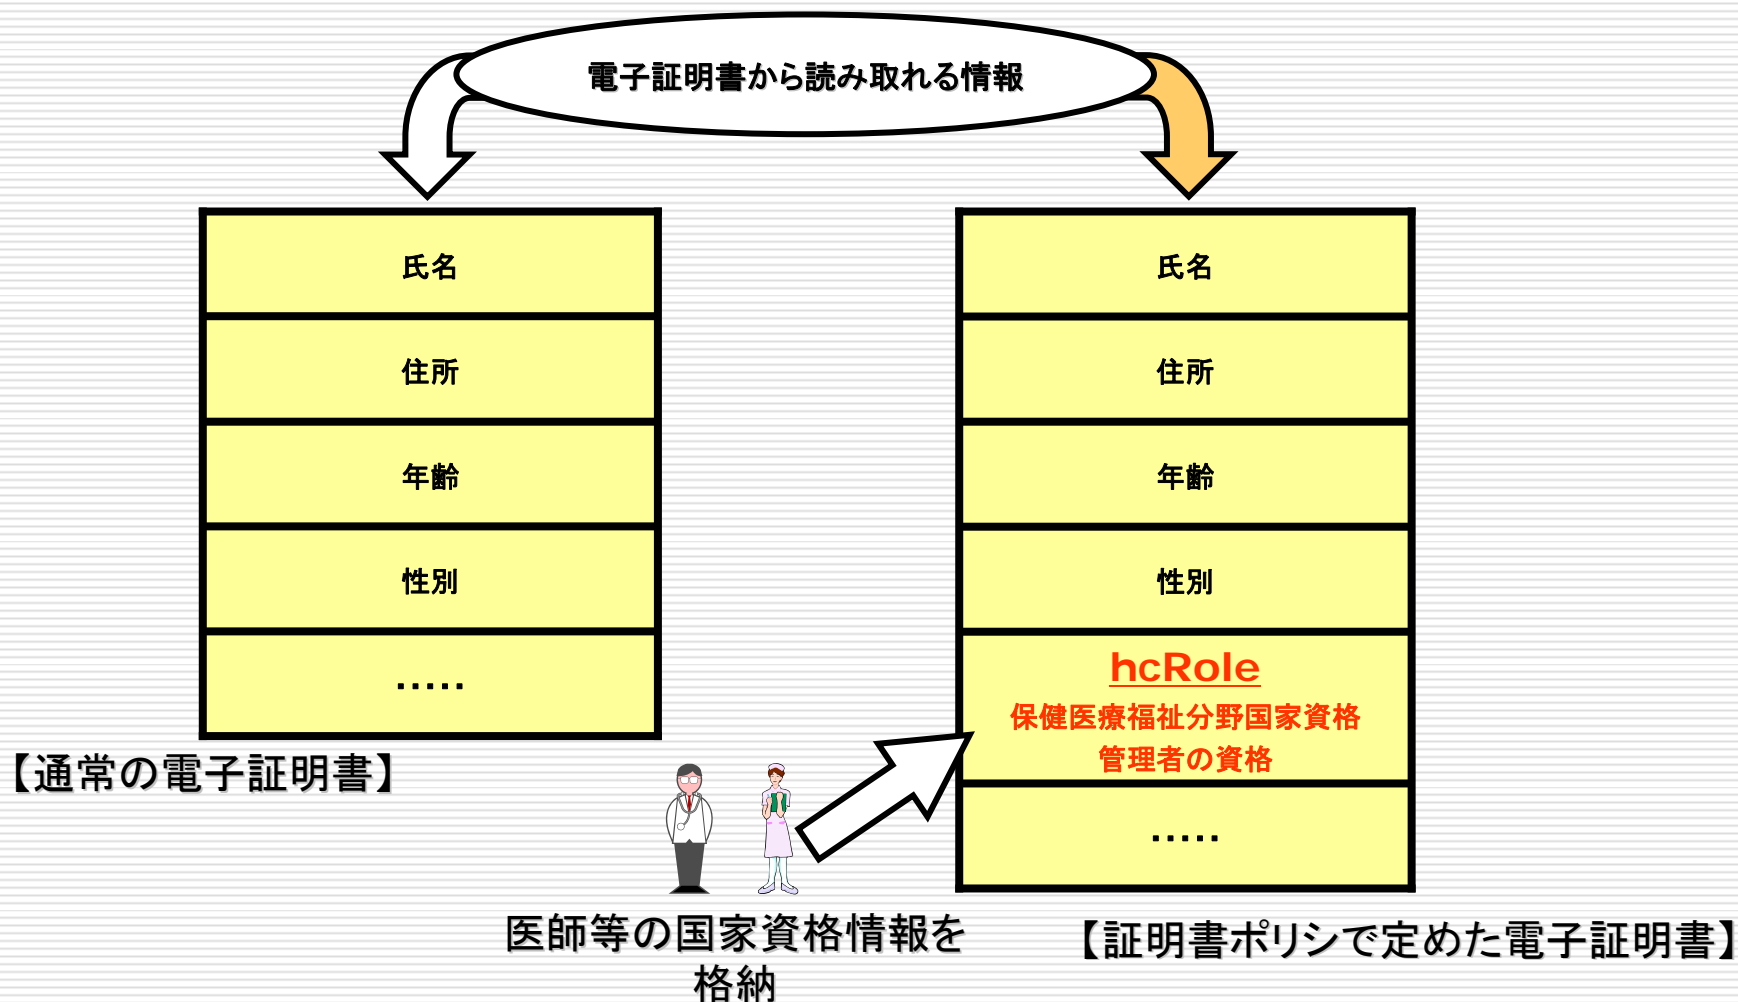 電子証明書から読み取れる情報
氏名
住所
年齢
性別
.....
【通常の電子証明書】
氏名
住所
年齢
性別
hcRole
保健医療福祉分野国家資格
管理者の資格
.....
医師等の国家資格情報を
格納
【証明書ポリシで定めた電子証明書】